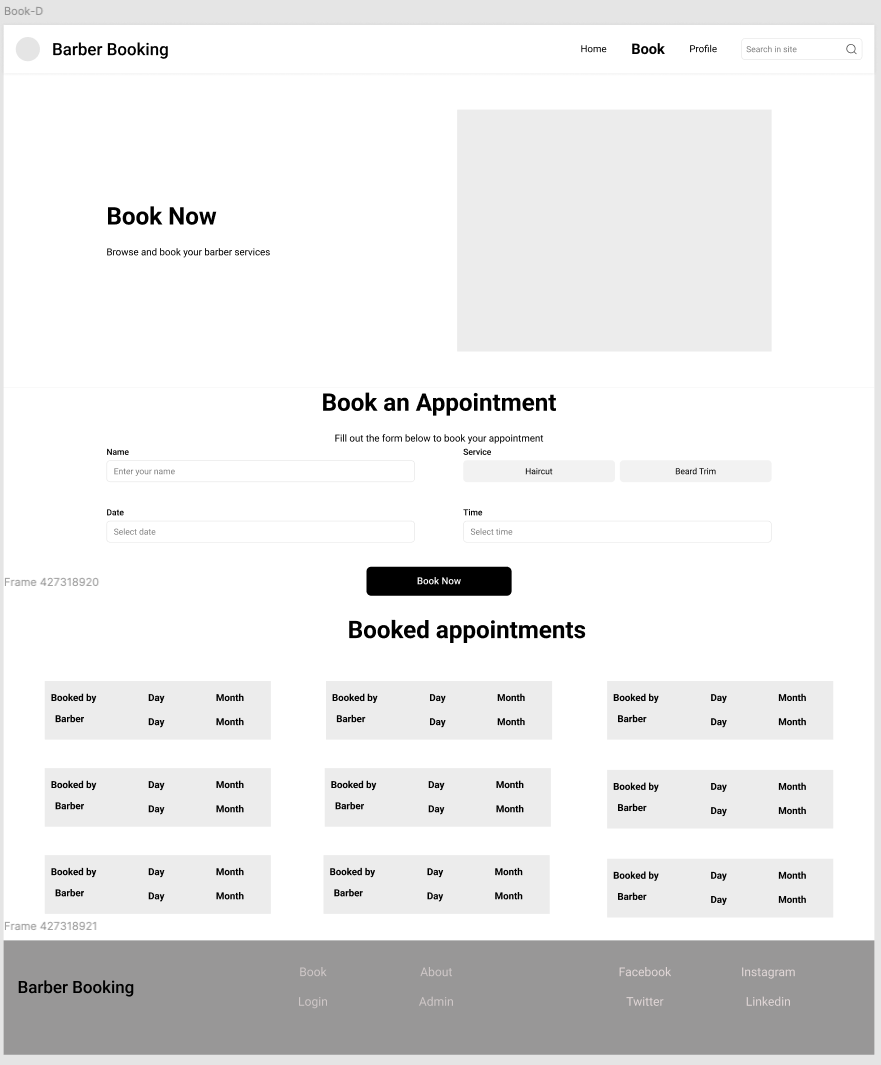 Book-D
Barber Booking
Home Book Profile Search in site
Book Now
Browse and book your barber services
Book an Appointment
Fill out the form below to book your appointment
Name Service
Enter your name Haircut Beard Trim
Date Time
Select date Select time
Frame 427318920 Book Now
Booked appointments
Booked by Day Month Booked by Day Month Booked by Day Month
Barber Day Month Barber Day Month Barber Day Month
Booked by Day Month Booked by Day Month Booked by Day Month
Barber Day Month Barber Day Month Barber Day Month
Booked by Day Month Booked by Day Month Booked by Day Month
Barber Day Month Barber Day Month Barber Day Month
Frame 427318921
Barber Booking
Book About Facebook Instagram
Login Admin Twitter Linkedin